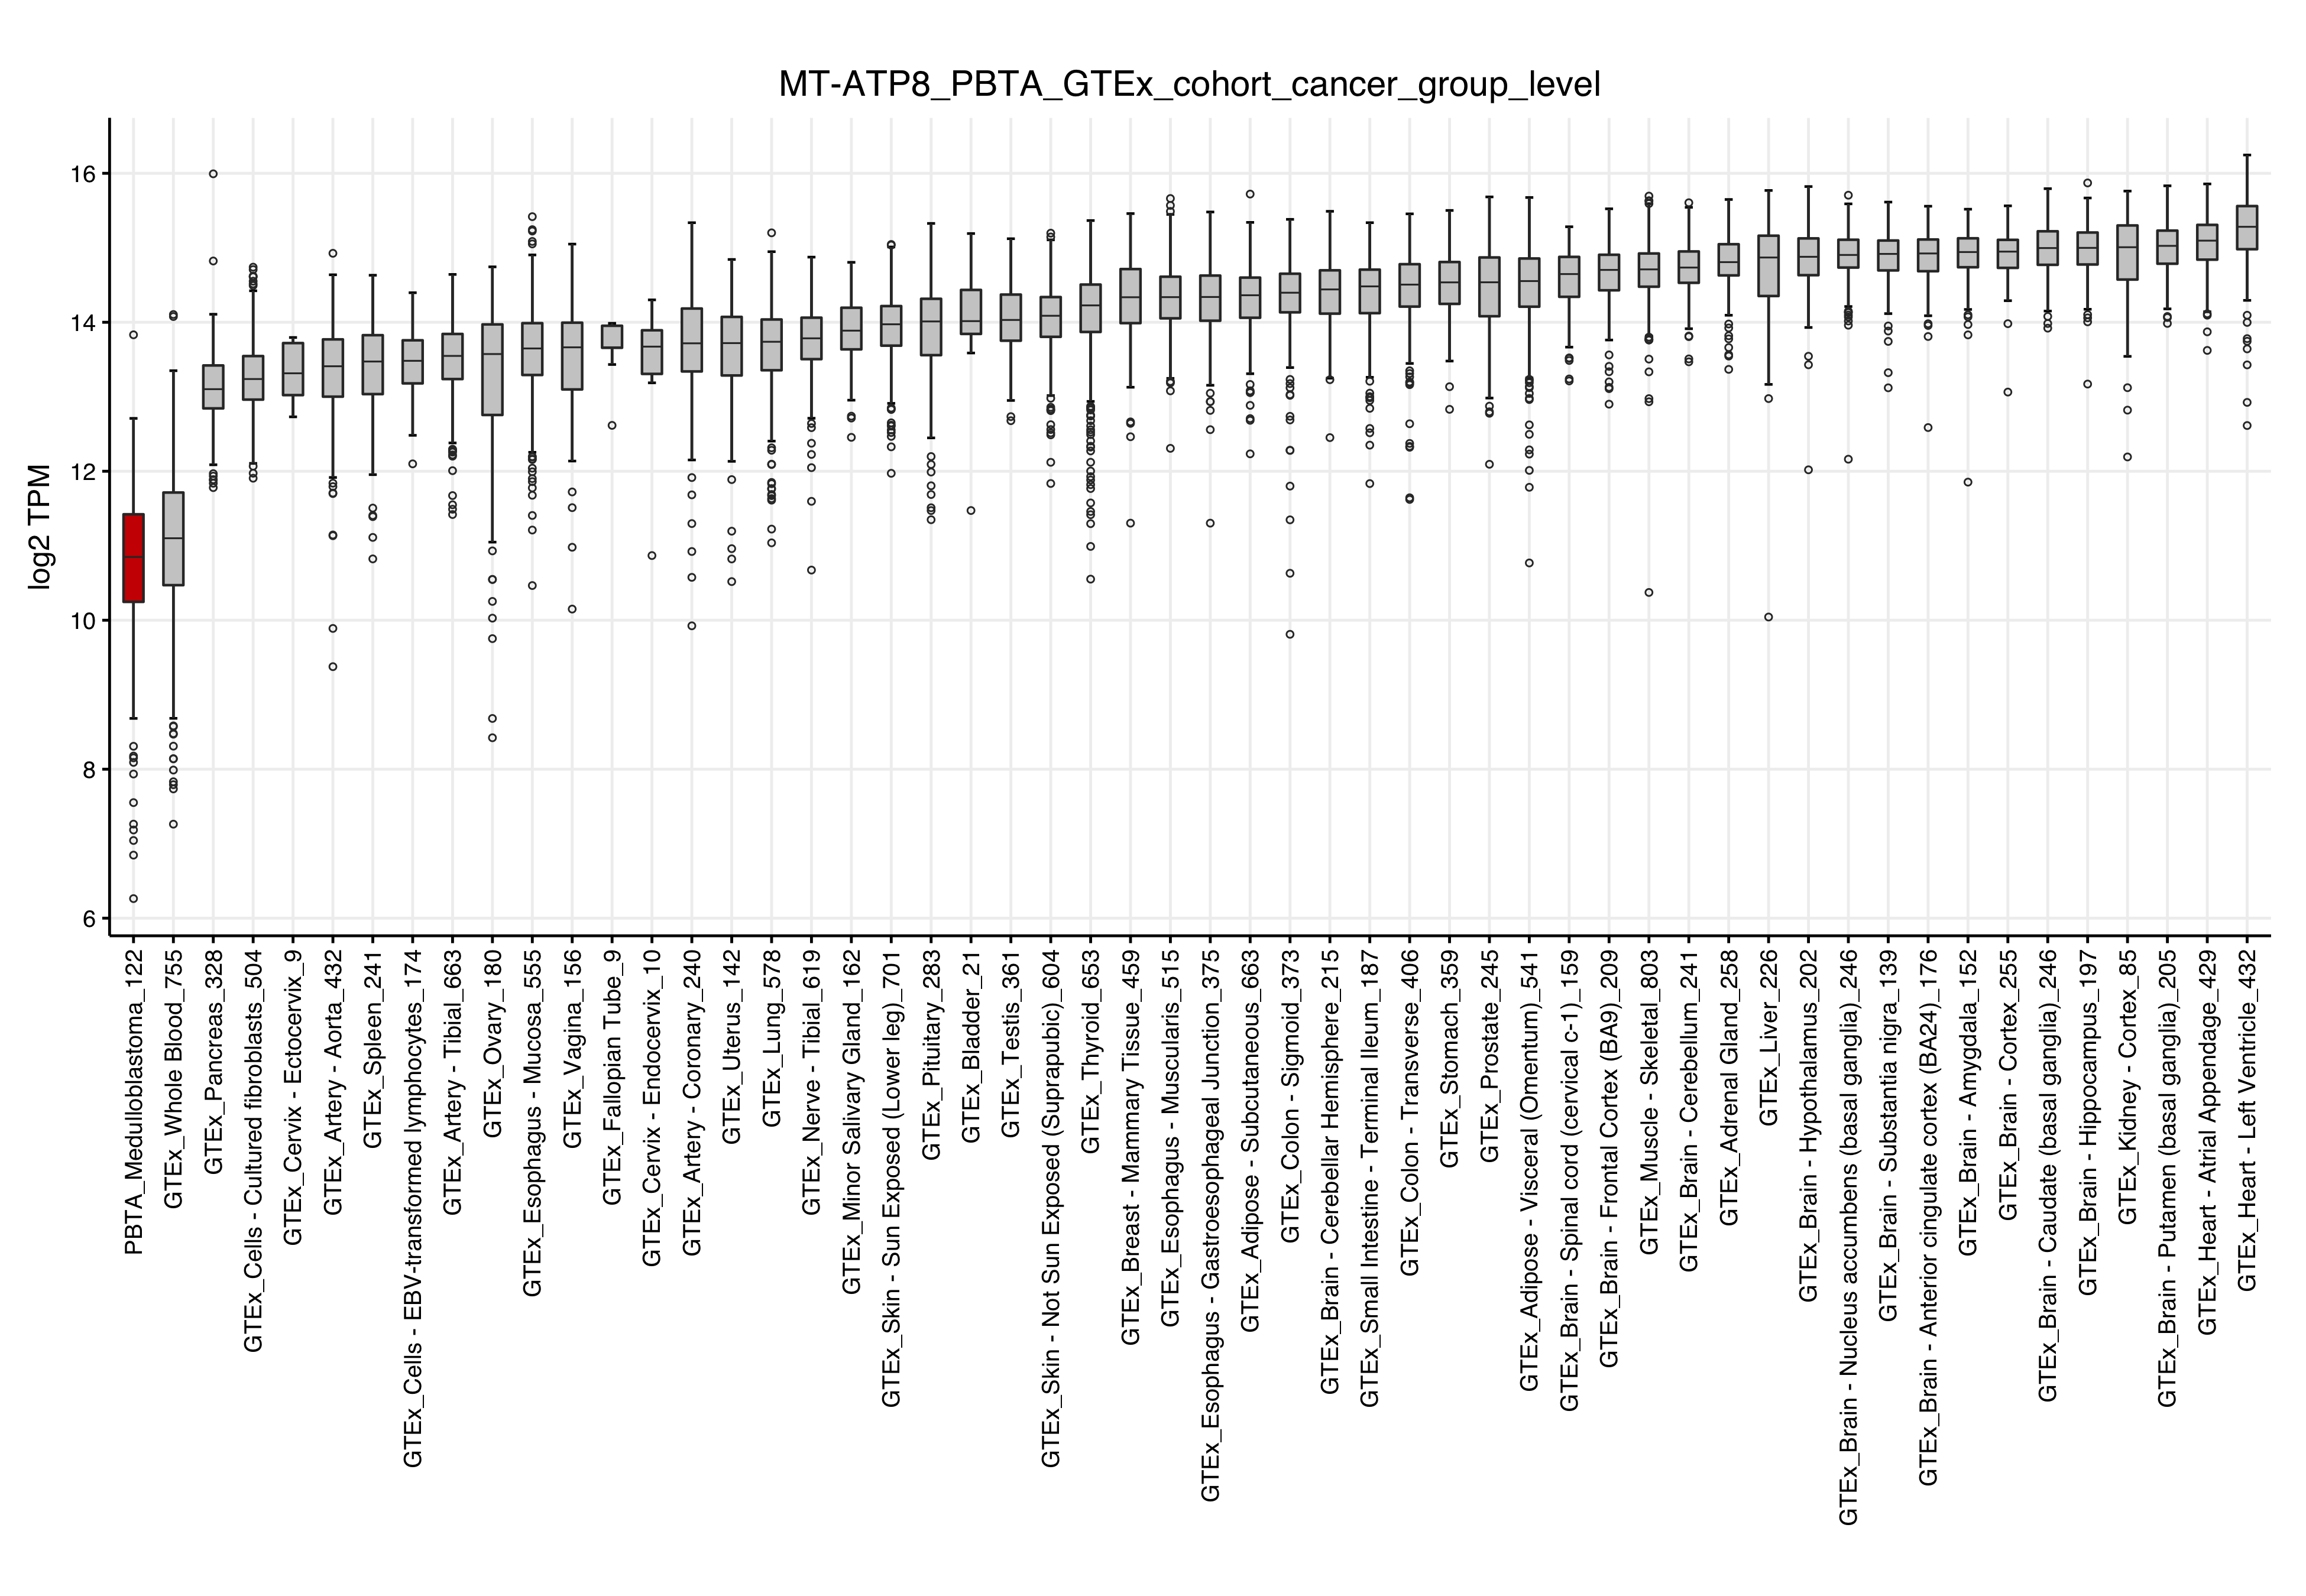 MT-ATP8_PBTA_GTEx_cohort_cancer_group_level
log2 TPM
16
14
12
10
8
6
PBTA_Medulloblastoma_122
GTEx_Whole Blood_755
GTEx_Pancreas_328
GTEx_Cells - Cultured fibroblasts_504
GTEx_Cervix - Ectocervix_9
GTEx_Artery - Aorta_432
GTEx_Spleen_241
GTEx_Cells - EBV-transformed lymphocytes_174
GTEx_Artery - Tibial_663
GTEx_Ovary_180
GTEx_Esophagus - Mucosa_555
GTEx_Vagina_156
GTEx_Fallopian Tube_9
GTEx_Cervix - Endocervix_10
GTEx_Artery - Coronary_240
GTEx_Uterus_142
GTEx_Lung_578
GTEx_Nerve - Tibial_619
GTEx_Minor Salivary Gland_162
GTEx_Skin - Sun Exposed (Lower leg)_701
GTEx_Pituitary_283
GTEx_Bladder_21
GTEx_Testis_361
GTEx_Skin - Not Sun Exposed (Suprapubic)_604
GTEx_Thyroid_653
GTEx_Breast - Mammary Tissue_459
GTEx_Esophagus - Muscularis_515
GTEx_Esophagus - Gastroesophageal Junction_375
GTEx_Adipose - Subcutaneous_663
GTEx_Colon - Sigmoid_373
GTEx_Brain - Cerebellar Hemisphere_215
GTEx_Small Intestine - Terminal Ileum_187
GTEx_Colon - Transverse_406
GTEx_Stomach_359
GTEx_Prostate_245
GTEx_Adipose - Visceral (Omentum)_541
GTEx_Brain - Spinal cord (cervical c-1)_159
GTEx_Brain - Frontal Cortex (BA9)_209
GTEx_Muscle - Skeletal_803
GTEx_Brain - Cerebellum_241
GTEx_Adrenal Gland_258
GTEx_Liver_226
GTEx_Brain - Hypothalamus_202
GTEx_Brain - Nucleus accumbens (basal ganglia)_246
GTEx_Brain - Substantia nigra_139
GTEx_Brain - Anterior cingulate cortex (BA24)_176
GTEx_Brain - Amygdala_152
GTEx_Brain - Cortex_255
GTEx_Brain - Caudate (basal ganglia)_246
GTEx_Brain - Hippocampus_197
GTEx_Kidney - Cortex_85
GTEx_Brain - Putamen (basal ganglia)_205
GTEx_Heart - Atrial Appendage_429
GTEx_Heart - Left Ventricle_432